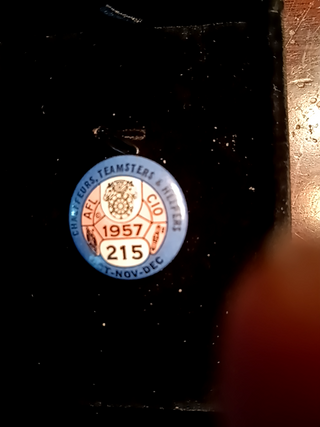 CHAUFFEURS, TEAMSTERS & HELPERS
AFL CIO
1957
215
OCT-NOV-DEC